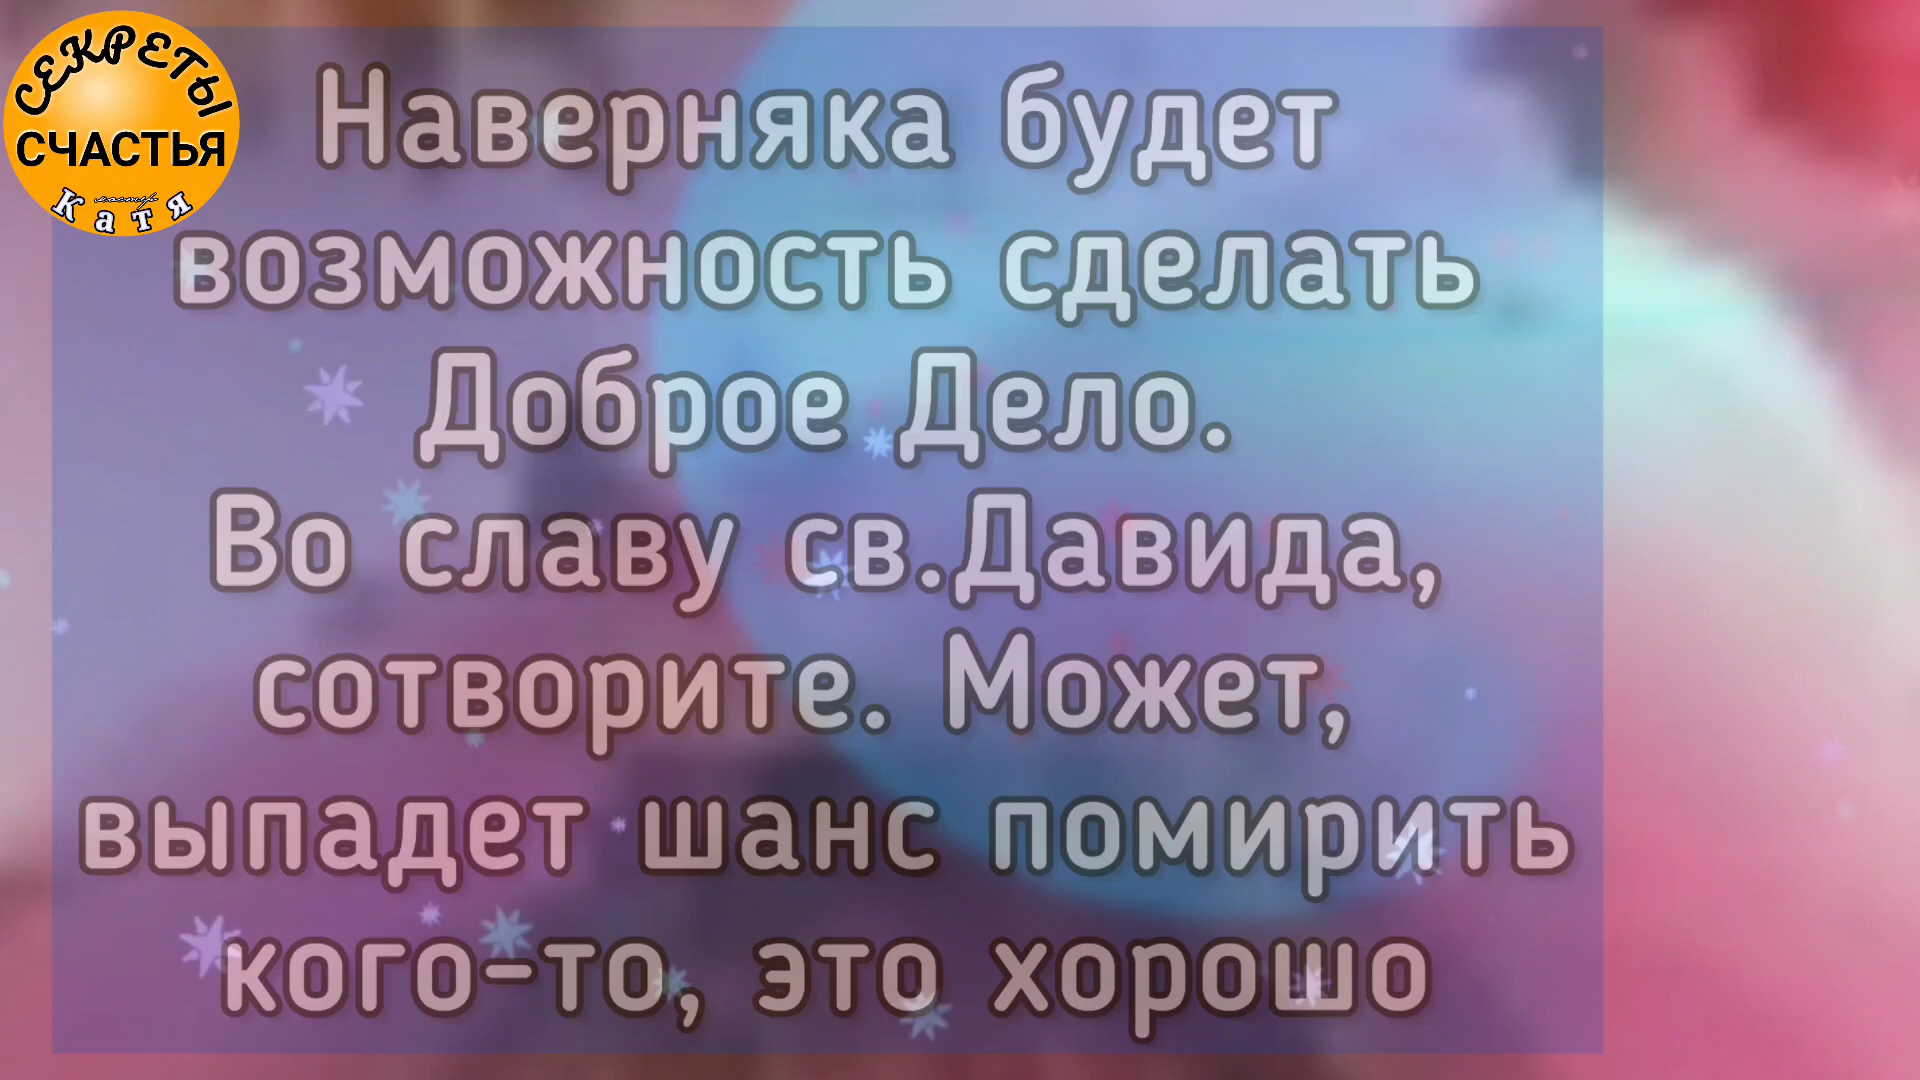 СЕКРЕТЫ
СЧАСТЬЯ
мастер
Катя
Наверняка будет
возможность сделать
Доброе Дело.
Во славу св.Давида,
сотворите. Может,
выпадет шанс помирить
кого-то, это хорошо